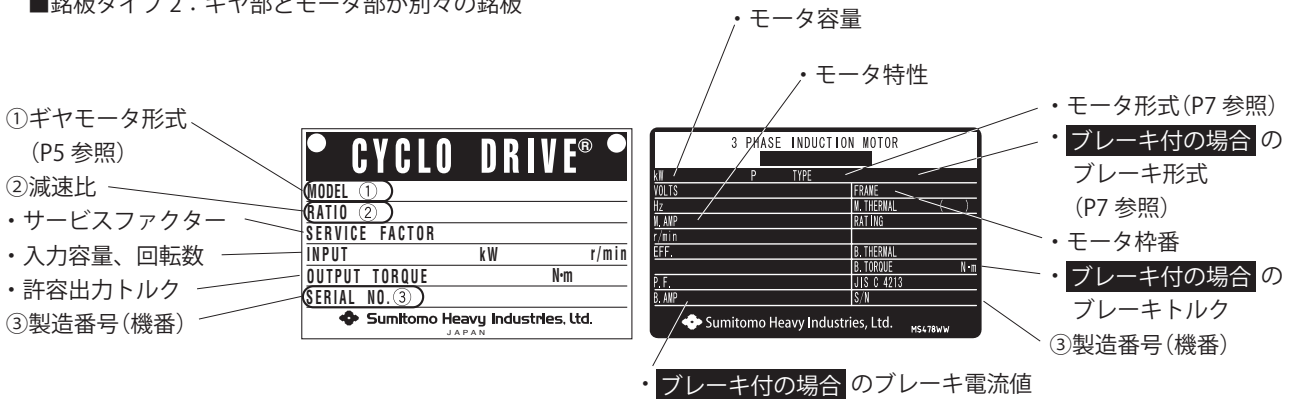 ■銘板タイプ 2：ギヤ部とモータ部が別々の銘板
・モータ容量
・モータ特性
①ギヤモータ形式
（P5 参照）
②減速比
・サービスファクター
・入力容量、回転数
・許容出力トルク
③製造番号（機番）
CYCLO DRIVE®
MODEL ①
RATIO ②
SERVICE FACTOR
INPUT kW r/min
OUTPUT TORQUE N·m
SERIAL NO.③
Sumitomo Heavy Industries, Ltd.
JAPAN
3 PHASE INDUCTION MOTOR
kW P TYPE
VOLTS FRAME
Hz M. THERMAL ( )
M. AMP RATING
r/min
EFF. B. THERMAL
B. TORQUE N·m
P. F. JIS C 4213
B. AMP S/N
Sumitomo Heavy Industries, Ltd. MS478WW
・モータ形式（P7 参照）
・ブレーキ付の場合 の
ブレーキ形式
（P7 参照）
・モータ枠番
・ブレーキ付の場合 の
ブレーキトルク
③製造番号（機番）
・ブレーキ付の場合 のブレーキ電流値